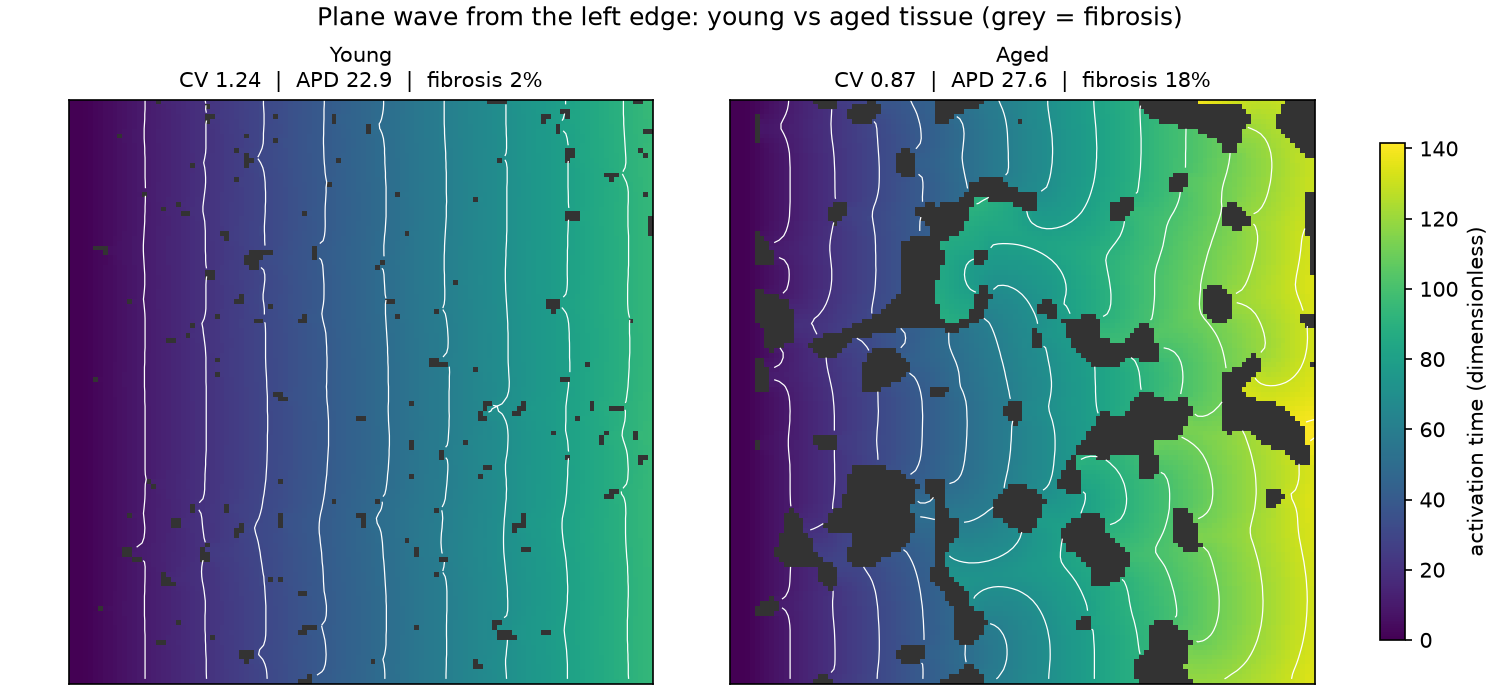 Plane wave from the left edge: young vs aged tissue (grey = fibrosis)
Young
CV 1.24 | APD 22.9 | fibrosis 2%
Aged
CV 0.87 | APD 27.6 | fibrosis 18%
140
120
100
80
60
40
20
0
activation time (dimensionless)